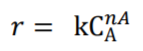 r = kC_A^{nA}